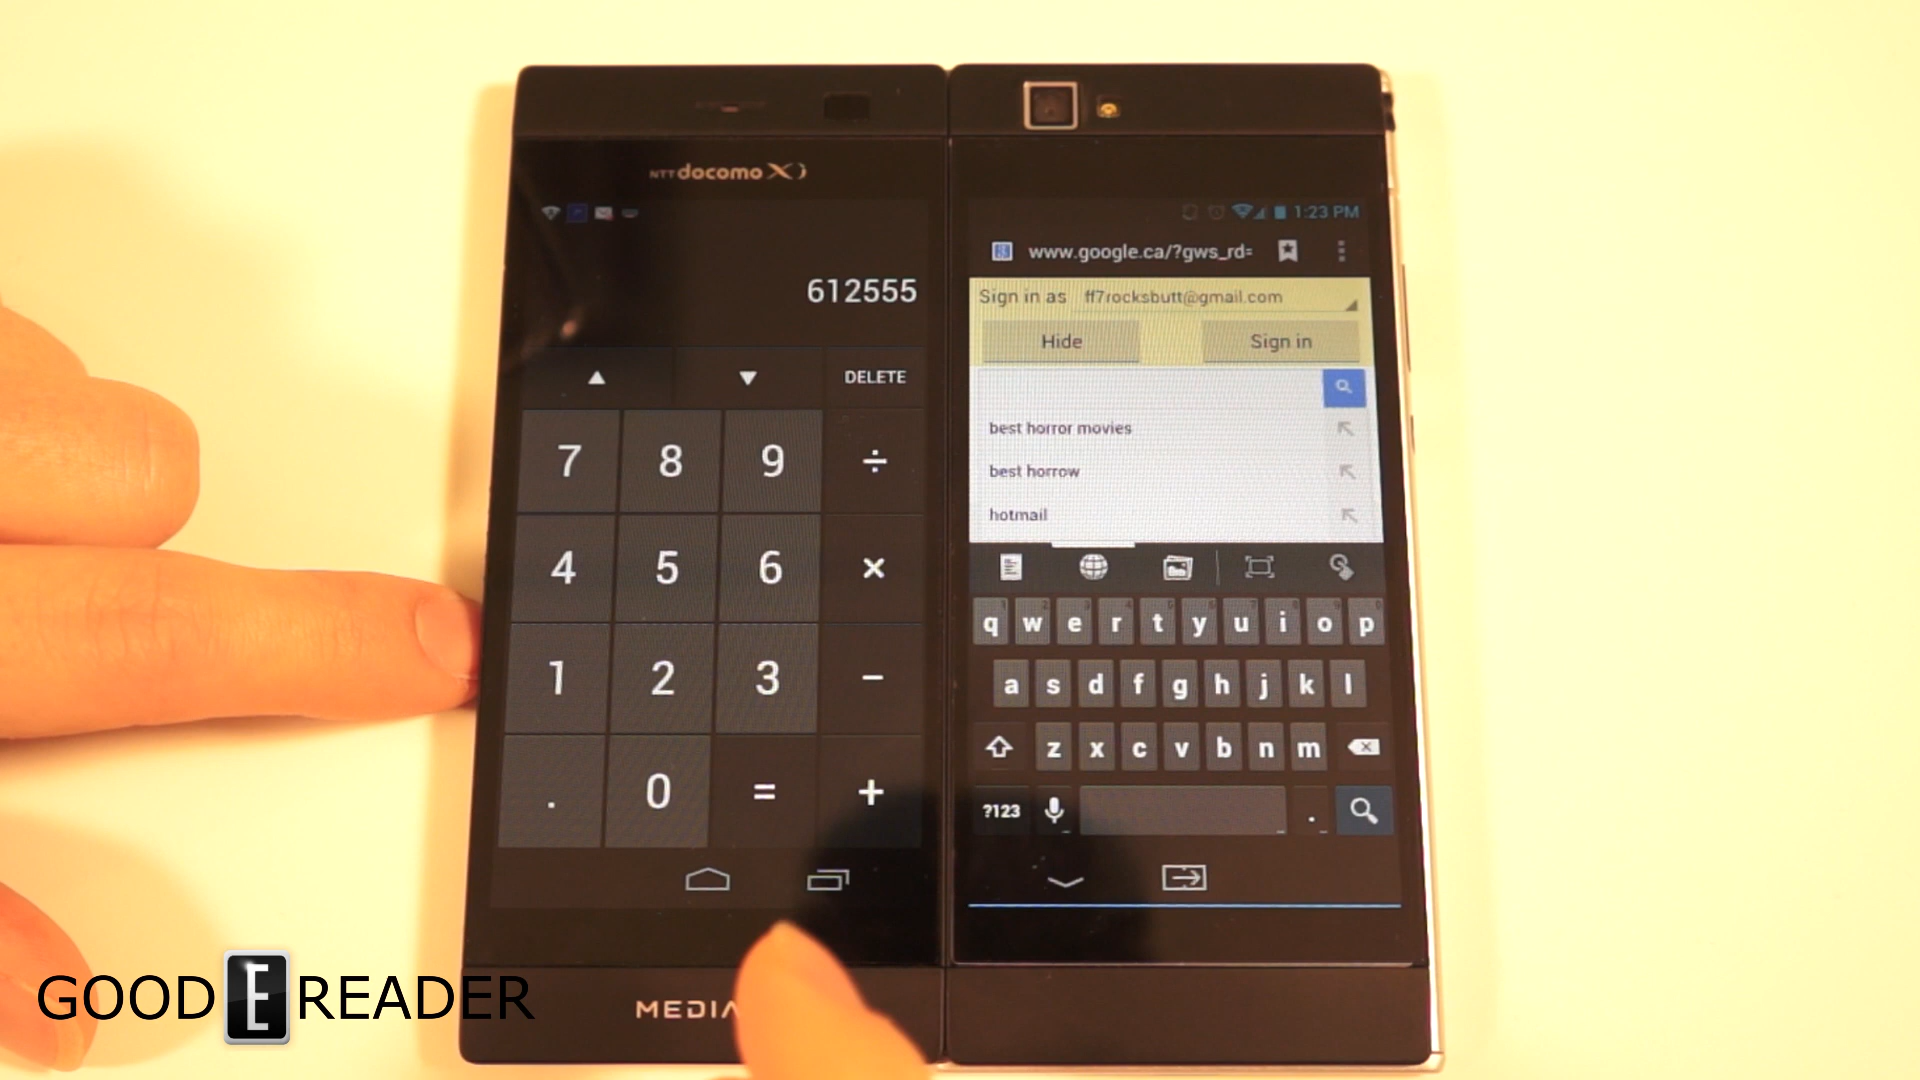 NTT docomo Xi
612555
DELETE
7 8 9 ÷
4 5 6 ×
1 2 3 −
. 0 = +
1:23 PM
www.google.ca/?gws_rd=
Sign in as ff7rocksbutt@gmail.com
Hide Sign in
best horror movies
best horrow
hotmail
q w e r t y u i o p
a s d f g h j k l
z x c v b n m
?123 .
MEDIA
GOOD E READER